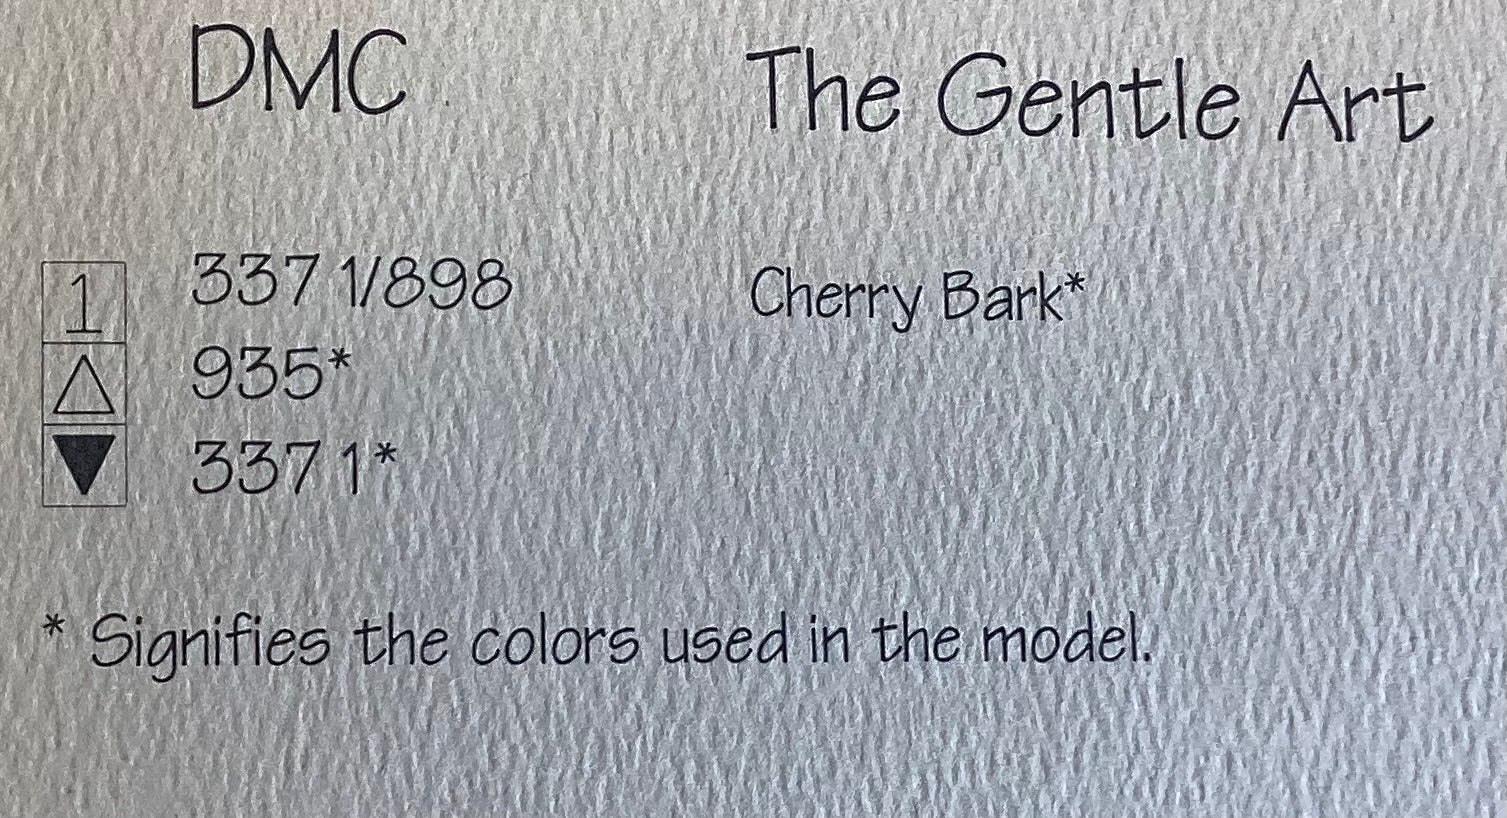 DMC The Gentle Art
1 3371/898 Cherry Bark*
△ 935*
▼ 3371*
* Signifies the colors used in the model.